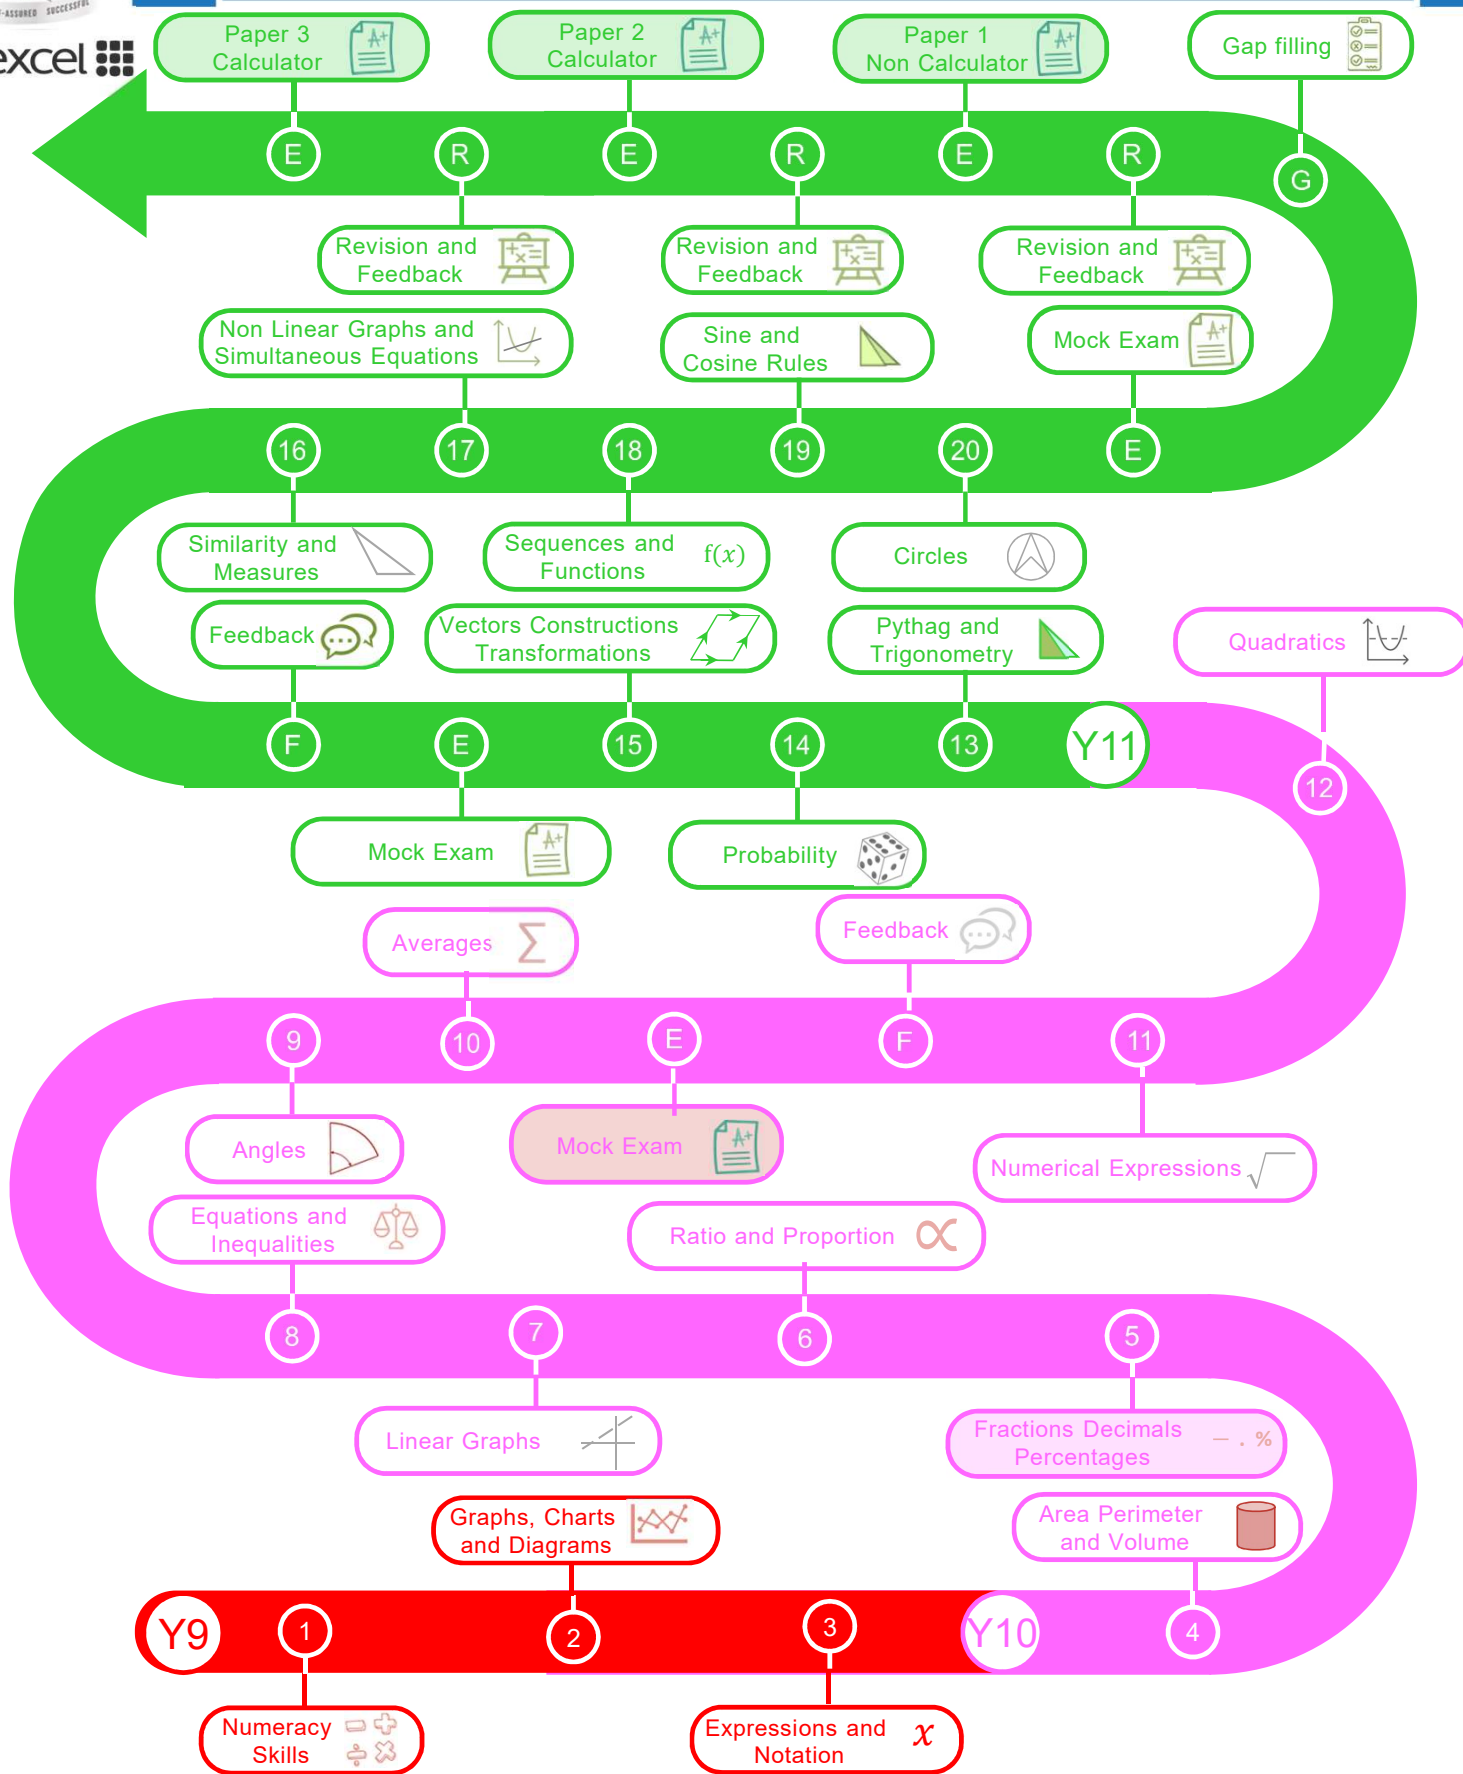 F-ASSURED SUCCESSFUL
excel
Paper 3
Calculator
Paper 2
Calculator
Paper 1
Non Calculator
Gap filling
E
R
E
R
E
R
G
Revision and
Feedback
Revision and
Feedback
Revision and
Feedback
Non Linear Graphs and
Simultaneous Equations
Sine and
Cosine Rules
Mock Exam
16
17
18
19
20
E
Similarity and
Measures
Sequences and
Functions
f(x)
Circles
Feedback
Vectors Constructions
Transformations
Pythag and
Trigonometry
Quadratics
F
E
15
14
13
Y11
12
Mock Exam
Probability
Averages Σ
Feedback
9
10
E
F
11
Angles
Mock Exam
Numerical Expressions √
Equations and
Inequalities
Ratio and Proportion ∝
8
7
6
5
Linear Graphs
Fractions Decimals
Percentages
– . %
Graphs, Charts
and Diagrams
Area Perimeter
and Volume
Y9
1
2
3
Y10
4
Numeracy
Skills
Expressions and
Notation
x